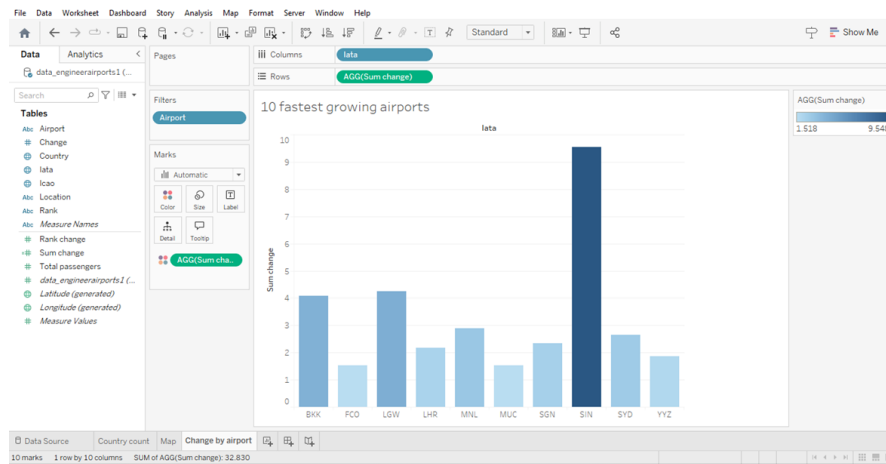 File Data Worksheet Dashboard Story Analysis Map Format Server Window Help
Standard
Show Me
Data Analytics
data_engineerairports1 (...
Search
Tables
Abc Airport
# Change
Country
Iata
Icao
Abc Location
Abc Rank
Abc Measure Names
# Rank change
=# Sum change
# Total passengers
# data_engineerairports1 (...
Latitude (generated)
Longitude (generated)
# Measure Values
Pages
Filters
Airport
Marks
Automatic
Color Size Label
Detail Tooltip
AGG(Sum cha..
Columns Iata
Rows AGG(Sum change)
10 fastest growing airports
Iata
Sum change
10
9
8
7
6
5
4
3
2
1
0
BKK FCO LGW LHR MNL MUC SGN SIN SYD YYZ
AGG(Sum change)
1.518 9.548
Data Source Country count Map Change by airport
10 marks 1 row by 10 columns SUM of AGG(Sum change): 32.830